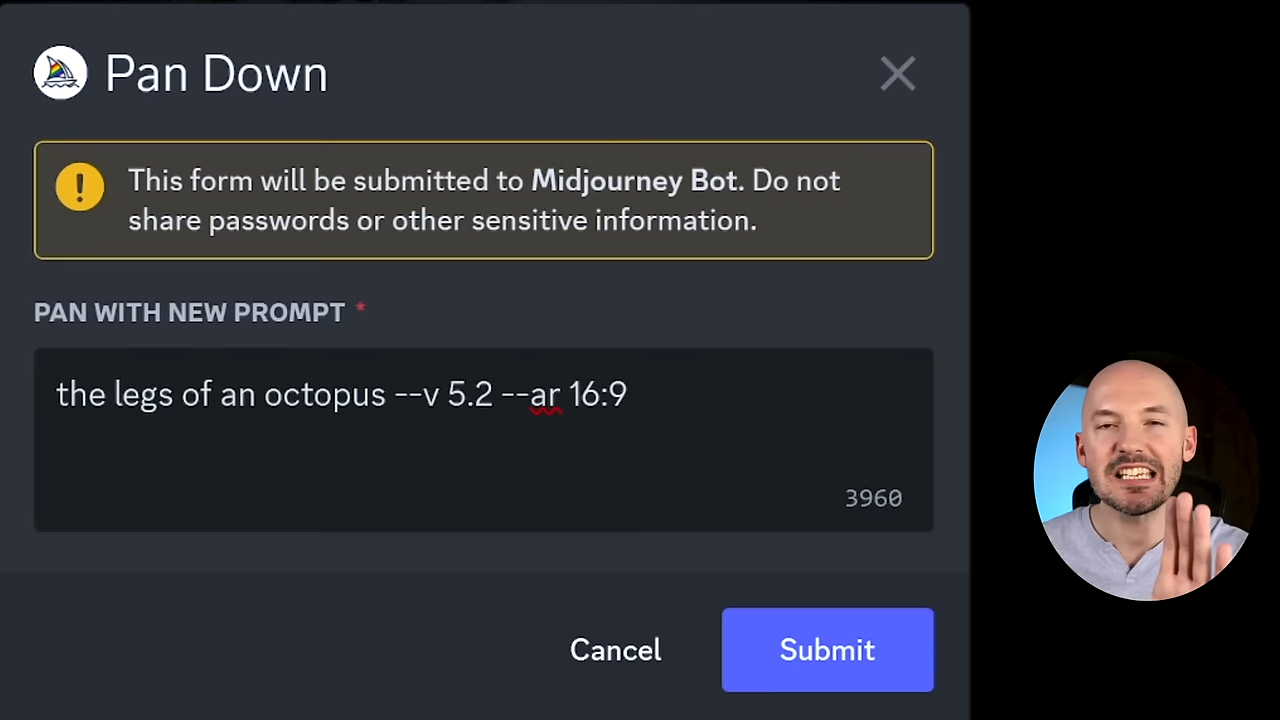 Pan Down
This form will be submitted to Midjourney Bot. Do not
share passwords or other sensitive information.
PAN WITH NEW PROMPT *
the legs of an octopus --v 5.2 --ar 16:9
3960
Cancel
Submit